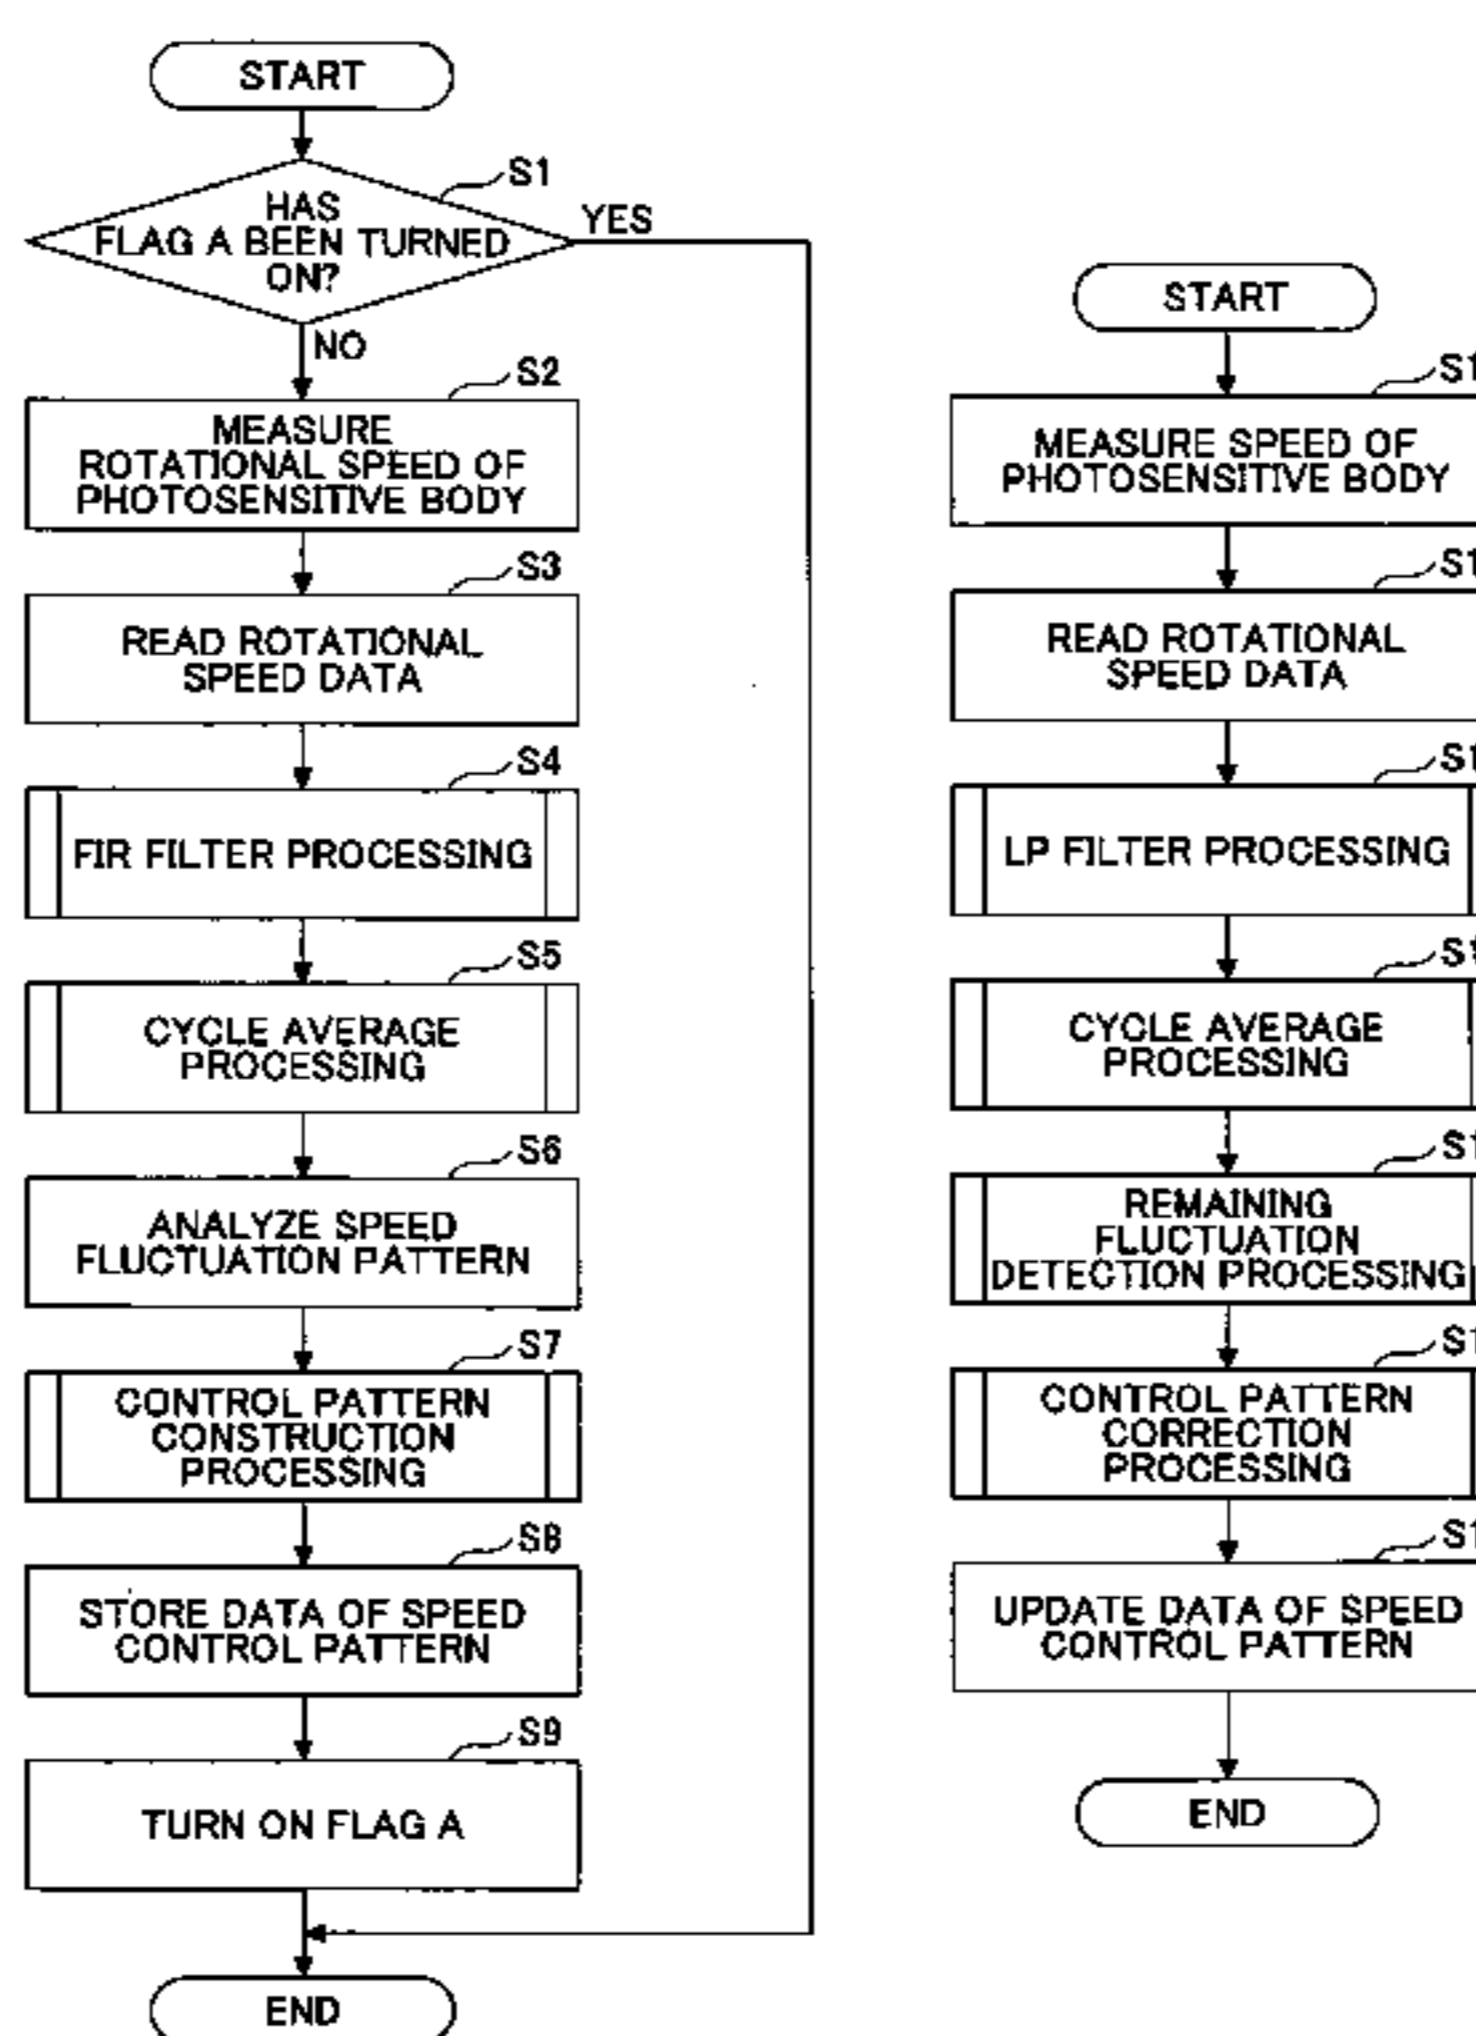 START
S1
HAS
FLAG A BEEN TURNED
ON?
YES
NO
S2
MEASURE
ROTATIONAL SPEED OF
PHOTOSENSITIVE BODY
S3
READ ROTATIONAL
SPEED DATA
S4
FIR FILTER PROCESSING
S5
CYCLE AVERAGE
PROCESSING
S6
ANALYZE SPEED
FLUCTUATION PATTERN
S7
CONTROL PATTERN
CONSTRUCTION
PROCESSING
S8
STORE DATA OF SPEED
CONTROL PATTERN
S9
TURN ON FLAG A
END
START
MEASURE SPEED OF
PHOTOSENSITIVE BODY
READ ROTATIONAL
SPEED DATA
LP FILTER PROCESSING
CYCLE AVERAGE
PROCESSING
REMAINING
FLUCTUATION
DETECTION PROCESSING
CONTROL PATTERN
CORRECTION
PROCESSING
UPDATE DATA OF SPEED
CONTROL PATTERN
END